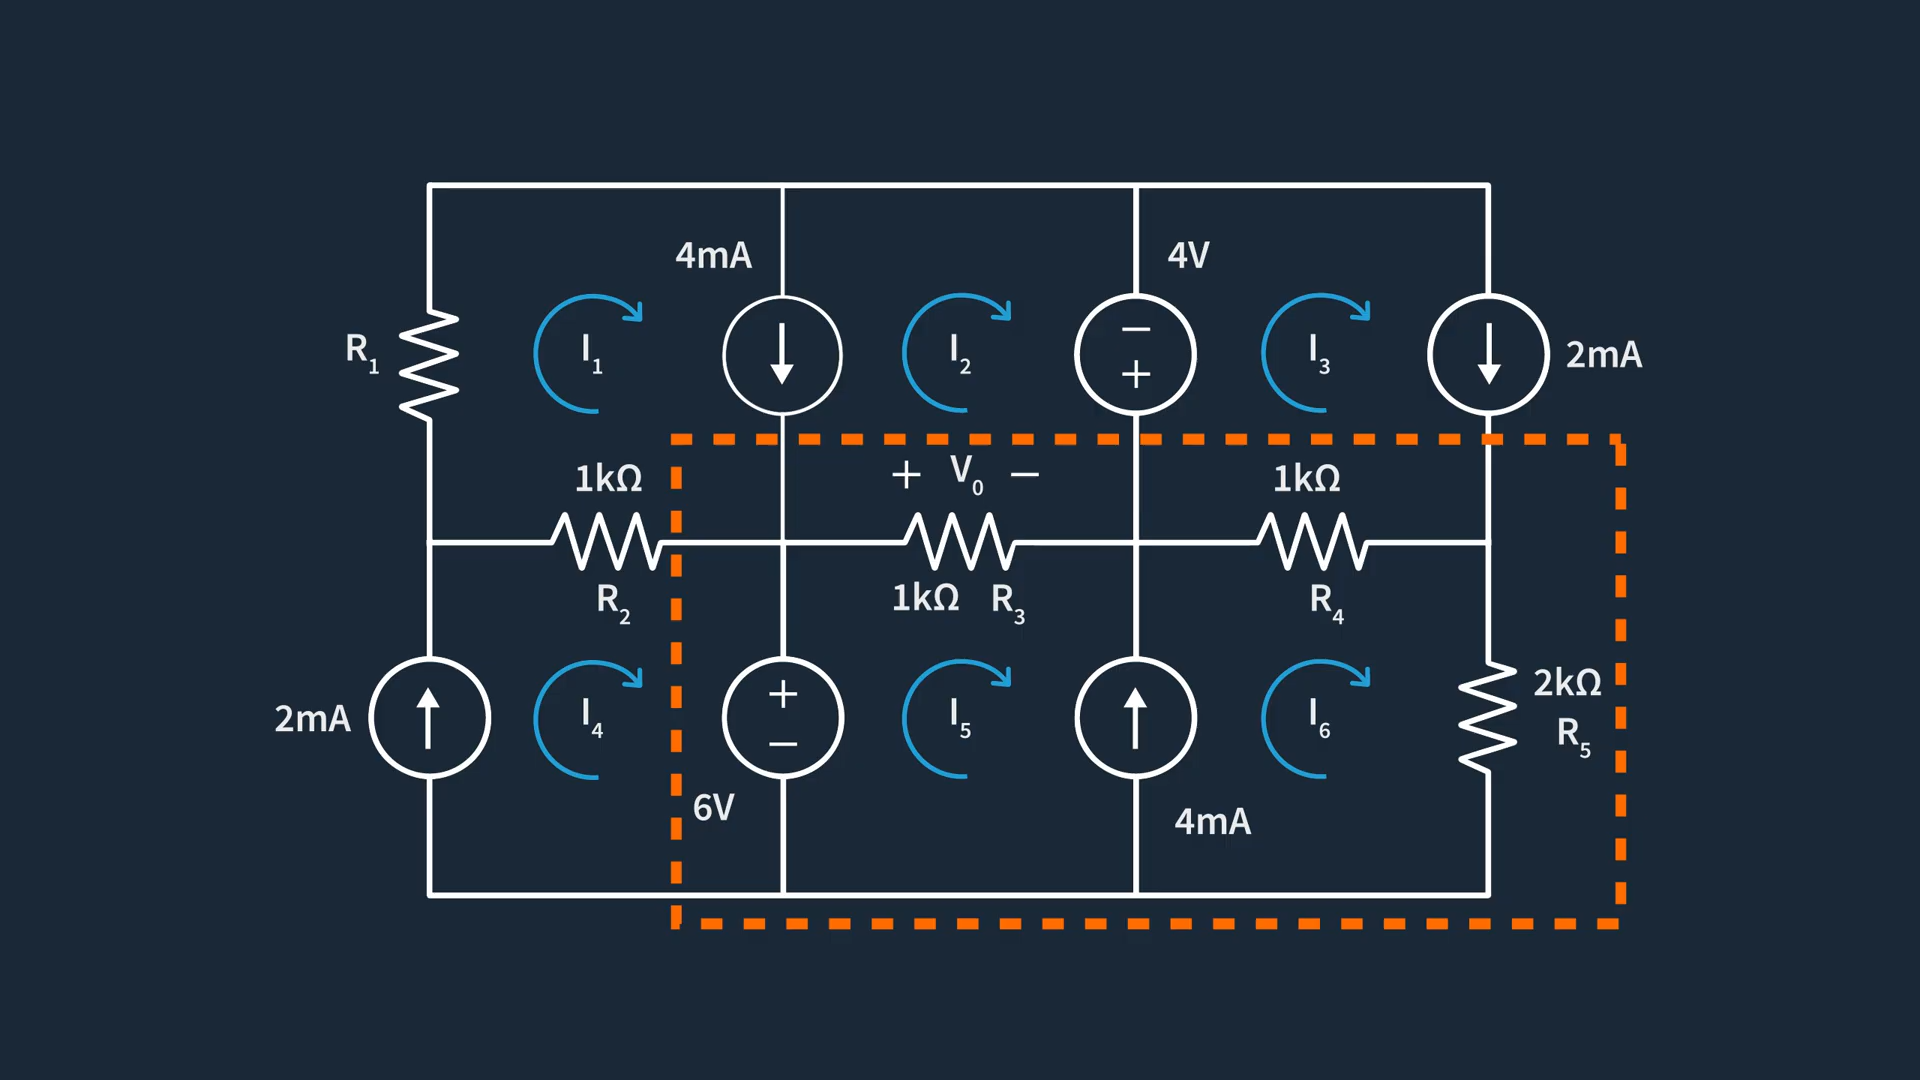 4mA
4V
R1
I1
I2
I3
2mA
+ V0 −
1kΩ
1kΩ
R2
1kΩ R3
R4
2mA
I4
I5
I6
2kΩ
R5
6V
4mA